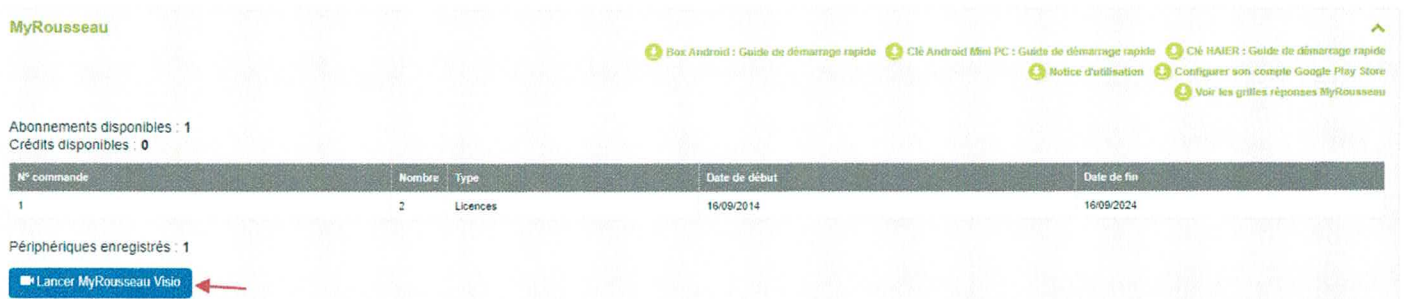 MyRousseau
Box Android : Guide de démarrage rapide Clé Android Mini PC : Guide de démarrage rapide Clé HAIER : Guide de démarrage rapide
Notice d'utilisation Configurer son compte Google Play Store
Voir les grilles réponses MyRousseau
Abonnements disponibles : 1
Crédits disponibles : 0
N° commande Nombre Type Date de début Date de fin
1 2 Licences 16/09/2014 16/09/2024
Périphériques enregistrés : 1
Lancer MyRousseau Visio